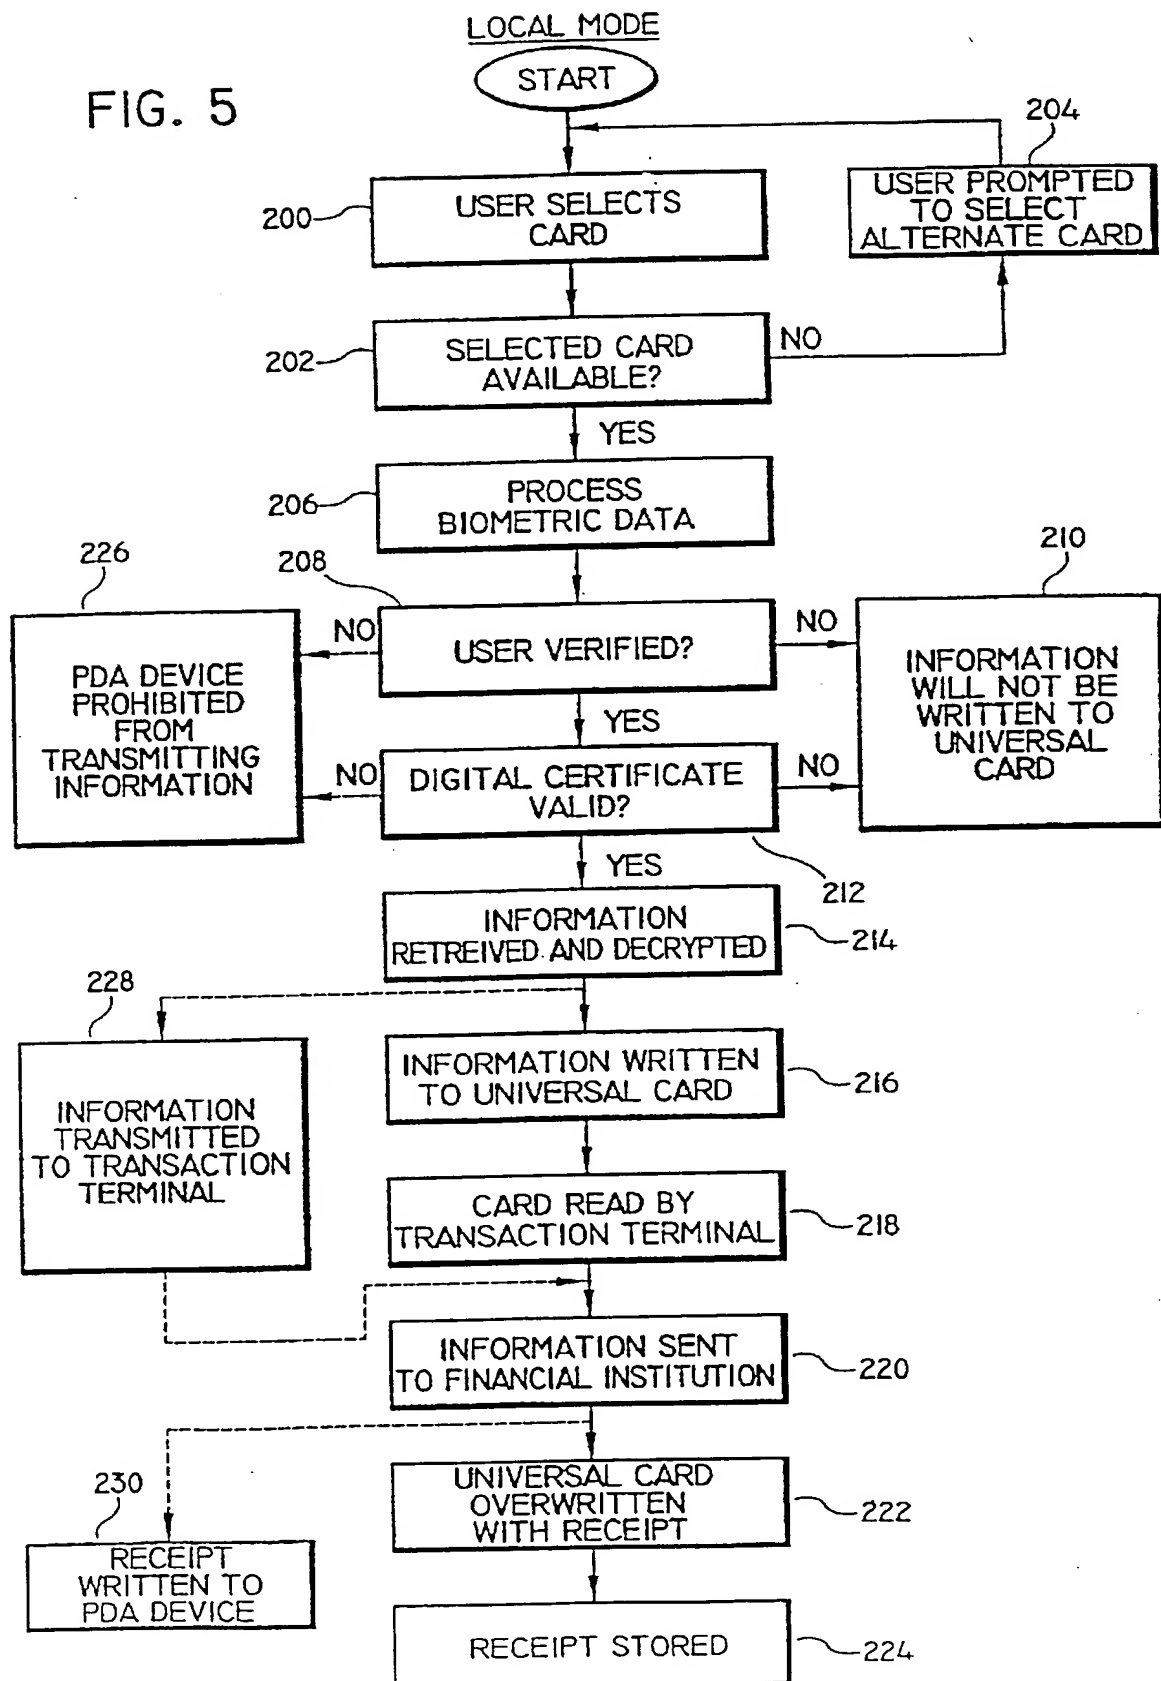 LOCAL MODE
START
FIG. 5
204
USER PROMPTED
TO SELECT
ALTERNATE CARD
200
USER SELECTS
CARD
202
SELECTED CARD
AVAILABLE?
NO
YES
206
PROCESS
BIOMETRIC DATA
226
208
210
PDA DEVICE
PROHIBITED
FROM
TRANSMITTING
INFORMATION
NO
USER VERIFIED?
NO
INFORMATION
WILL NOT BE
WRITTEN TO
UNIVERSAL
CARD
YES
NO
DIGITAL CERTIFICATE
VALID?
NO
212
YES
INFORMATION
RETREIVED AND DECRYPTED
214
228
INFORMATION
TRANSMITTED
TO TRANSACTION
TERMINAL
INFORMATION WRITTEN
TO UNIVERSAL CARD
216
CARD READ BY
TRANSACTION TERMINAL
218
INFORMATION SENT
TO FINANCIAL INSTITUTION
220
230
RECEIPT
WRITTEN TO
PDA DEVICE
UNIVERSAL CARD
OVERWRITTEN
WITH RECEIPT
222
RECEIPT STORED
224